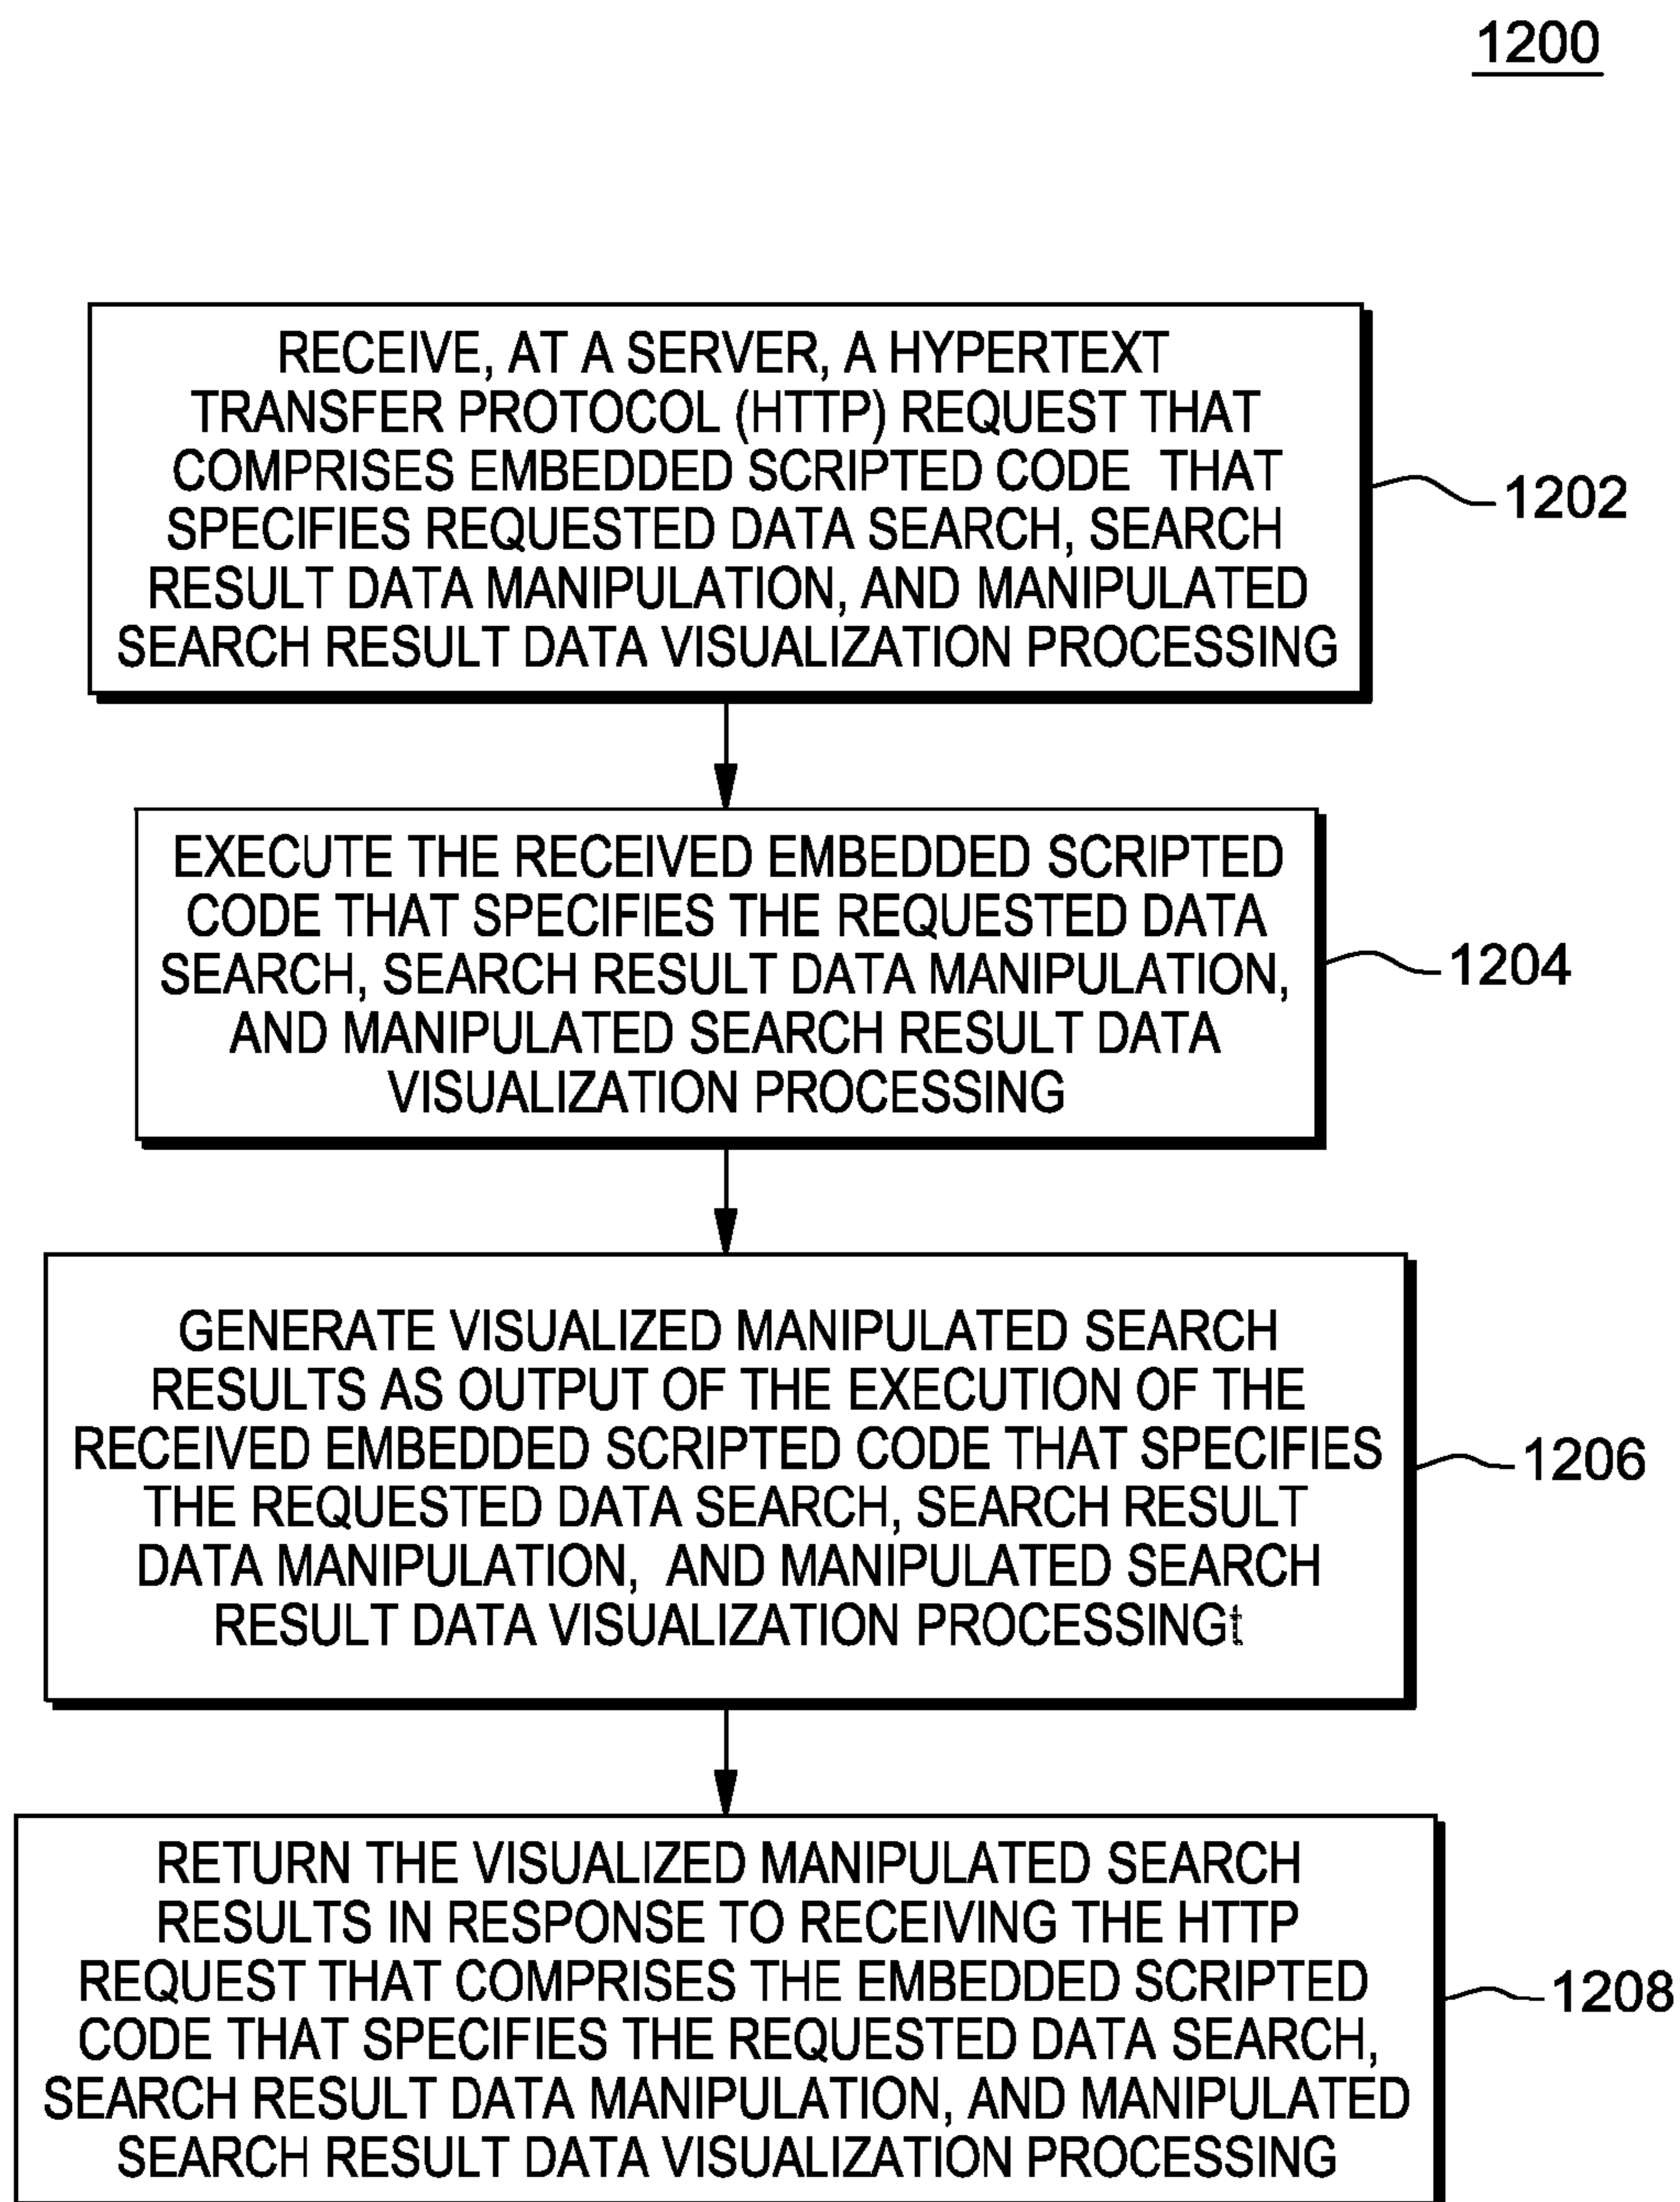 1200
RECEIVE, AT A SERVER, A HYPERTEXT
TRANSFER PROTOCOL (HTTP) REQUEST THAT
COMPRISES EMBEDDED SCRIPTED CODE THAT
SPECIFIES REQUESTED DATA SEARCH, SEARCH
RESULT DATA MANIPULATION, AND MANIPULATED
SEARCH RESULT DATA VISUALIZATION PROCESSING
1202
EXECUTE THE RECEIVED EMBEDDED SCRIPTED
CODE THAT SPECIFIES THE REQUESTED DATA
SEARCH, SEARCH RESULT DATA MANIPULATION,
AND MANIPULATED SEARCH RESULT DATA
VISUALIZATION PROCESSING
1204
GENERATE VISUALIZED MANIPULATED SEARCH
RESULTS AS OUTPUT OF THE EXECUTION OF THE
RECEIVED EMBEDDED SCRIPTED CODE THAT SPECIFIES
THE REQUESTED DATA SEARCH, SEARCH RESULT
DATA MANIPULATION, AND MANIPULATED SEARCH
RESULT DATA VISUALIZATION PROCESSINGt
1206
RETURN THE VISUALIZED MANIPULATED SEARCH
RESULTS IN RESPONSE TO RECEIVING THE HTTP
REQUEST THAT COMPRISES THE EMBEDDED SCRIPTED
CODE THAT SPECIFIES THE REQUESTED DATA SEARCH,
SEARCH RESULT DATA MANIPULATION, AND MANIPULATED
SEARCH RESULT DATA VISUALIZATION PROCESSING
1208